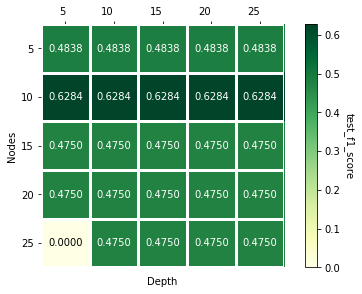 5 10 15 20 25
5 0.4838 0.4838 0.4838 0.4838 0.4838
10 0.6284 0.6284 0.6284 0.6284 0.6284
15 0.4750 0.4750 0.4750 0.4750 0.4750
20 0.4750 0.4750 0.4750 0.4750 0.4750
25 0.0000 0.4750 0.4750 0.4750 0.4750
Nodes
Depth
0.6
0.5
0.4
0.3
0.2
0.1
0.0
test_f1_score